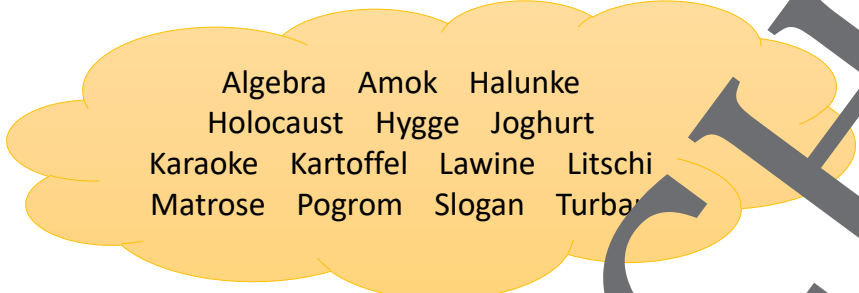 Algebra Amok Halunke
Holocaust Hygge Joghurt
Karaoke Kartoffel Lawine Litschi
Matrose Pogrom Slogan